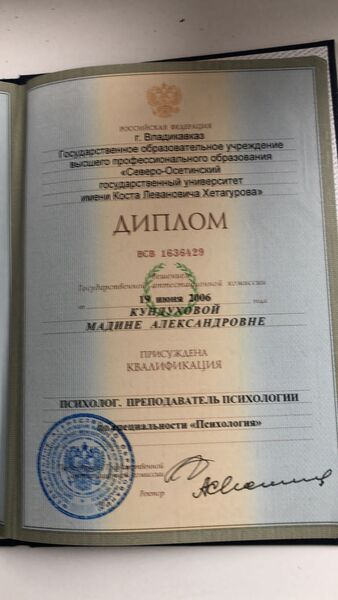 РОССИЙСКАЯ ФЕДЕРАЦИЯ
г. Владикавказ
Государственное образовательное учреждение
высшего профессионального образования
«Северо-Осетинский
государственный университет
имени Коста Левановича Хетагурова»
ДИПЛОМ
ВСВ 1636429
Решением
Государственной аттестационной комиссии
от 19 июня 2006 года
КУНДУХОВОЙ
МАДИНЕ АЛЕКСАНДРОВНЕ
ПРИСУЖДЕНА
КВАЛИФИКАЦИЯ
ПСИХОЛОГ. ПРЕПОДАВАТЕЛЬ ПСИХОЛОГИИ
по специальности «Психология»
Ректор